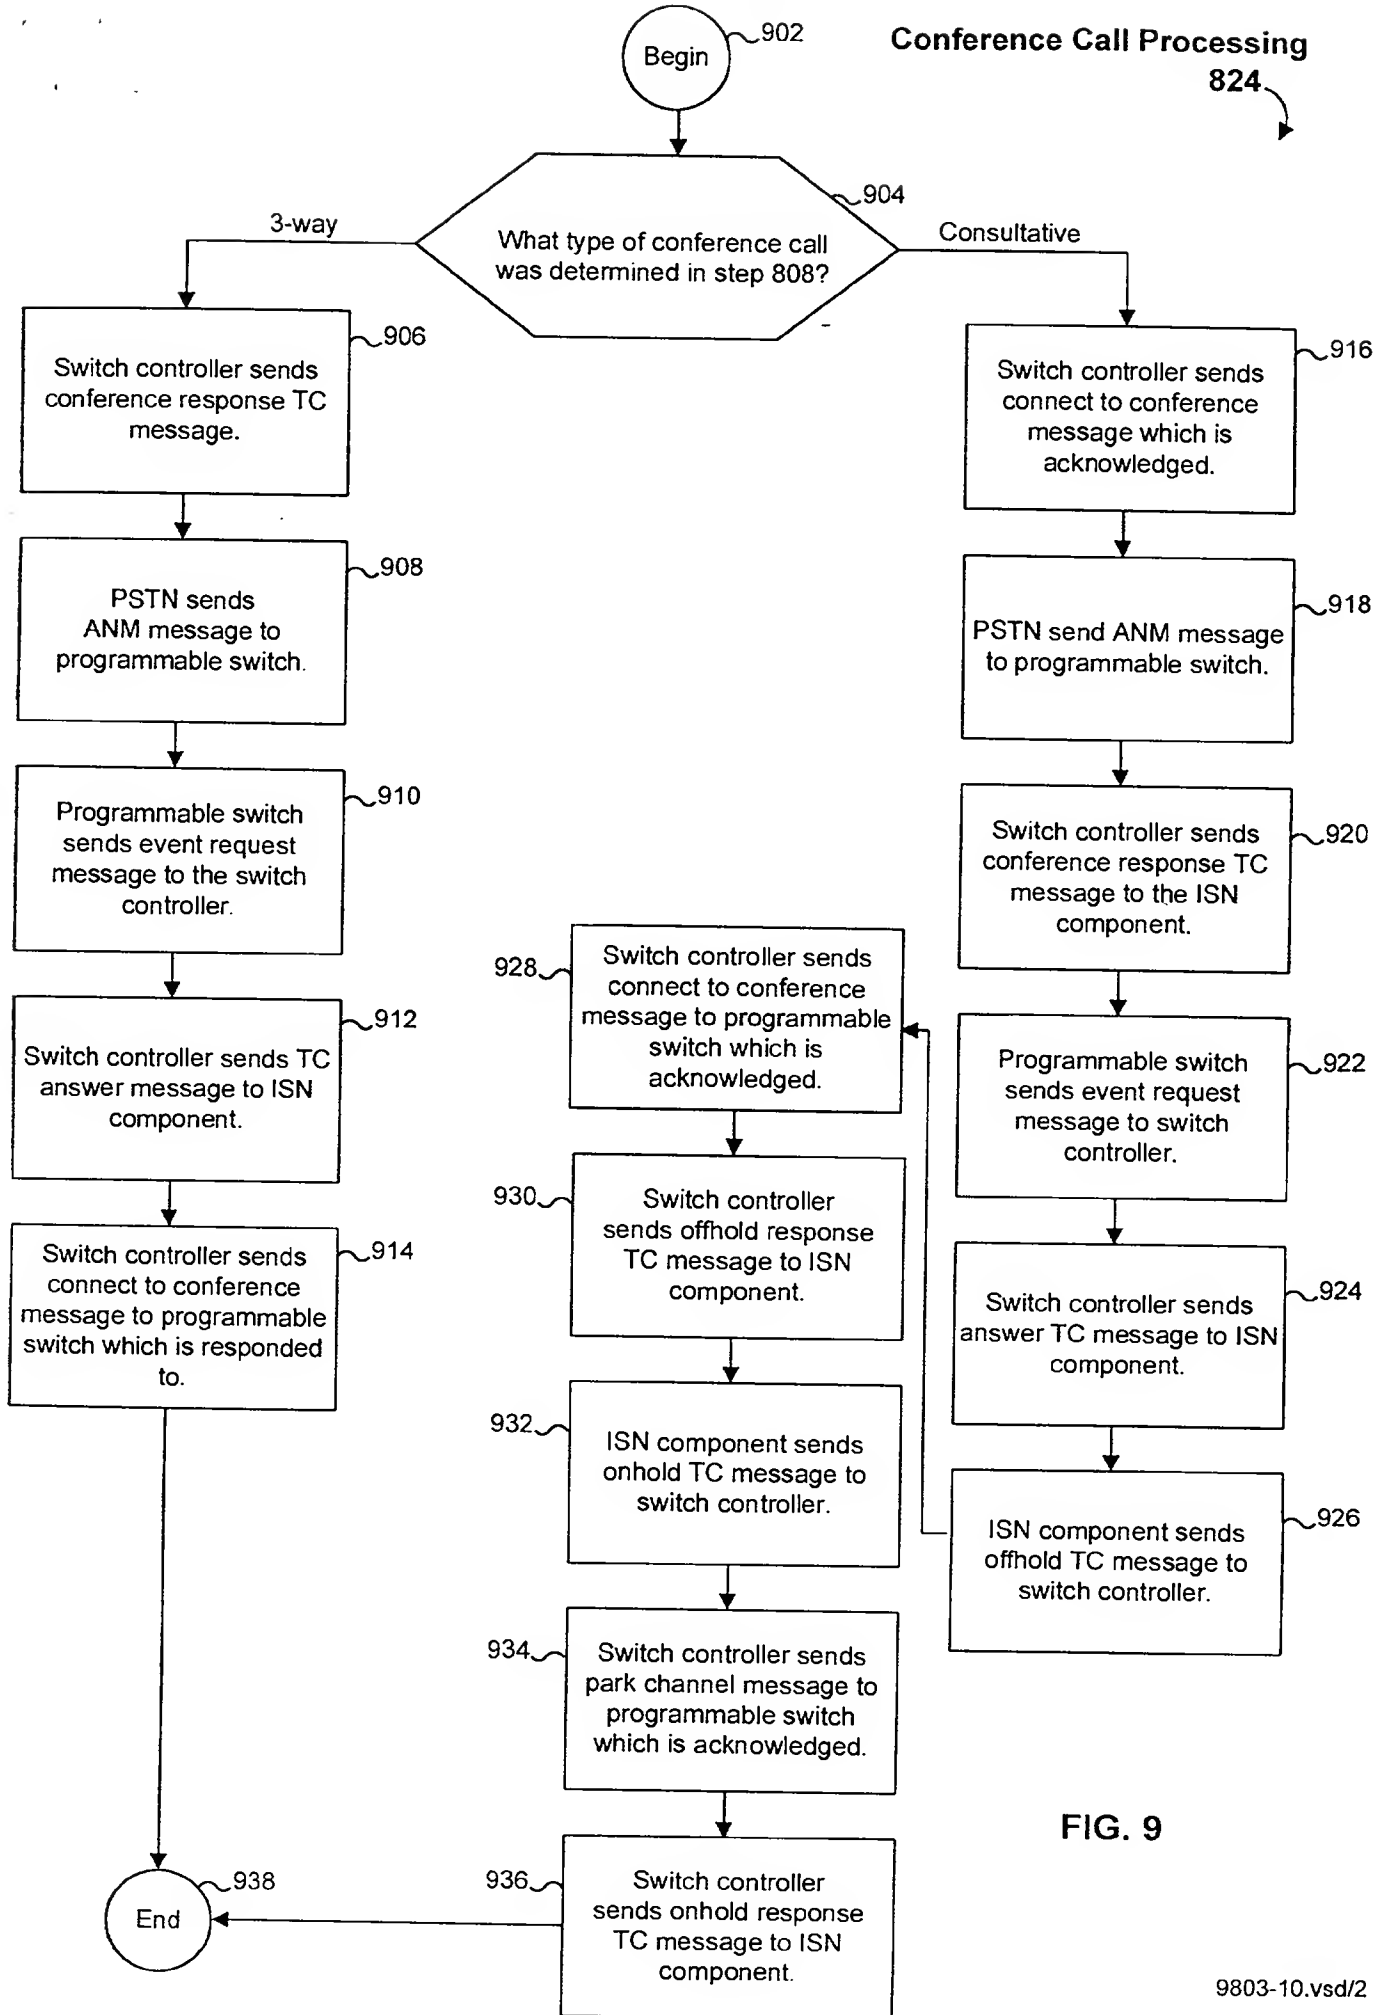 902
Begin
Conference Call Processing
824
904
3-way
What type of conference call
was determined in step 808?
Consultative
906
Switch controller sends
conference response TC
message.
908
PSTN sends
ANM message to
programmable switch.
910
Programmable switch
sends event request
message to the switch
controller.
912
Switch controller sends TC
answer message to ISN
component.
914
Switch controller sends
connect to conference
message to programmable
switch which is responded
to.
916
Switch controller sends
connect to conference
message which is
acknowledged.
918
PSTN send ANM message
to programmable switch.
920
Switch controller sends
conference response TC
message to the ISN
component.
922
Programmable switch
sends event request
message to switch
controller.
924
Switch controller sends
answer TC message to ISN
component.
926
ISN component sends
offhold TC message to
switch controller.
928
Switch controller sends
connect to conference
message to programmable
switch which is
acknowledged.
930
Switch controller
sends offhold response
TC message to ISN
component.
932
ISN component sends
onhold TC message to
switch controller.
934
Switch controller sends
park channel message to
programmable switch
which is acknowledged.
936
Switch controller
sends onhold response
TC message to ISN
component.
938
End
FIG. 9
9803-10.vsd/2